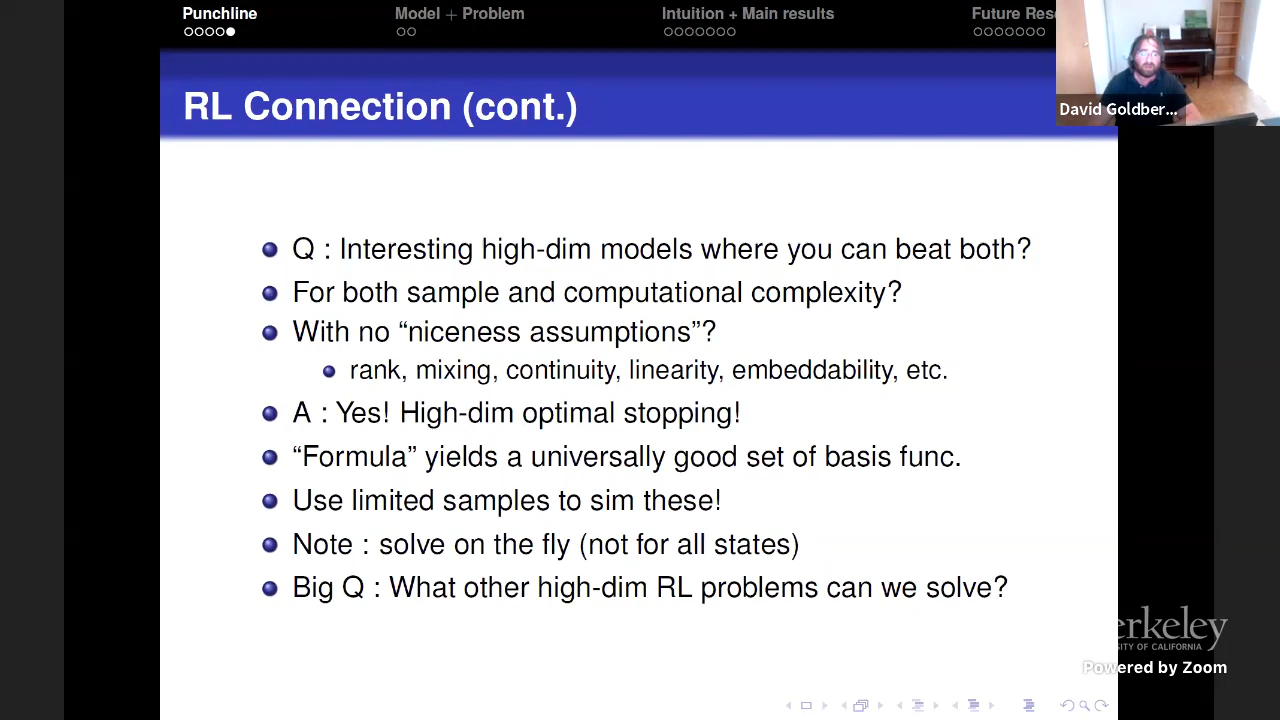 Punchline
Model + Problem
Intuition + Main results
Future Res
RL Connection (cont.)
David Goldber...
Q : Interesting high-dim models where you can beat both?
For both sample and computational complexity?
With no “niceness assumptions”?
rank, mixing, continuity, linearity, embeddability, etc.
A : Yes! High-dim optimal stopping!
“Formula” yields a universally good set of basis func.
Use limited samples to sim these!
Note : solve on the fly (not for all states)
Big Q : What other high-dim RL problems can we solve?
erkeley
SITY OF CALIFORNIA
Powered by Zoom